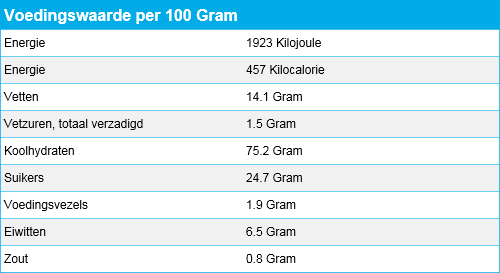 Voedingswaarde per 100 Gram
Energie 1923 Kilojoule
Energie 457 Kilocalorie
Vetten 14.1 Gram
Vetzuren, totaal verzadigd 1.5 Gram
Koolhydraten 75.2 Gram
Suikers 24.7 Gram
Voedingsvezels 1.9 Gram
Eiwitten 6.5 Gram
Zout 0.8 Gram